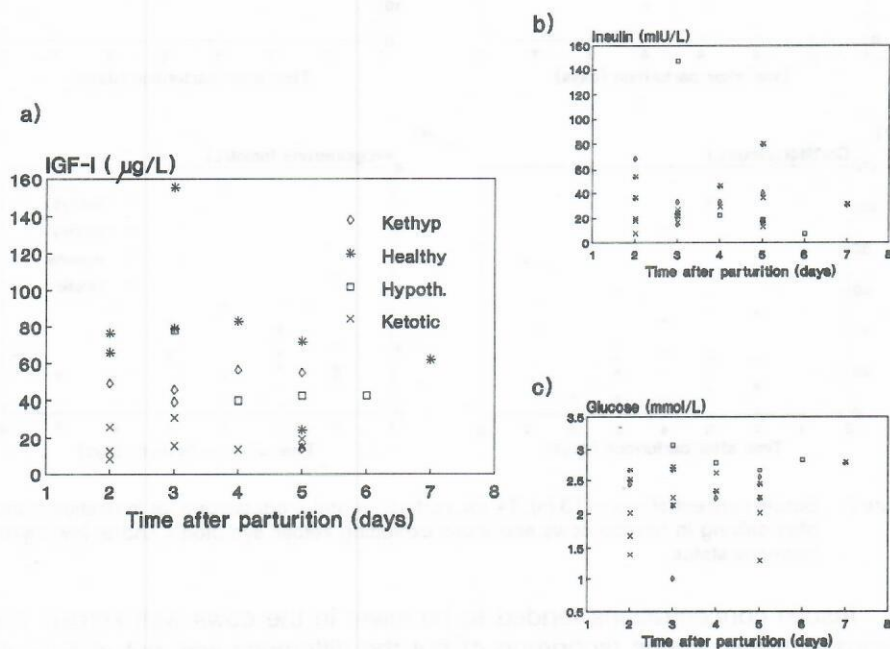 a)
IGF-I ( µg/L)
160
140
120
100
80
60
40
20
0
1 2 3 4 5 6 7 8
Time after parturition (days)
Kethyp
Healthy
Hypoth.
Ketotic
b)
Insulin (mIU/L)
160
140
120
100
80
60
40
20
0
1 2 3 4 5 6 7 8
Time after parturition (days)
c)
Glucose (mmol/L)
3.5
3
2.5
2
1.5
1
0.5
1 2 3 4 5 6 7 8
Time after parturition (days)